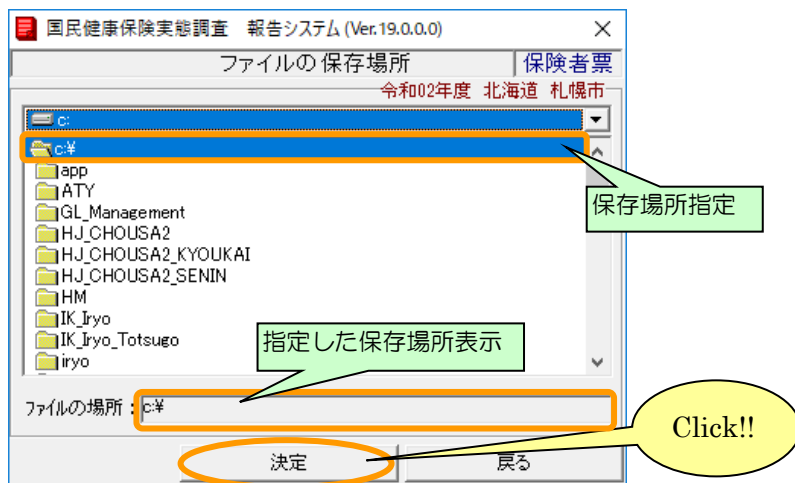 国民健康保険実態調査 報告システム (Ver.19.0.0.0)
ファイルの保存場所
保険者票
令和02年度 北海道 札幌市
c:
c:¥
app
ATY
GL_Management
HJ_CHOUSA2
HJ_CHOUSA2_KYOUKAI
HJ_CHOUSA2_SENIN
HM
IK_Iryo
IK_Iryo_Totsugo
iryo
保存場所指定
指定した保存場所表示
ファイルの場所：c:¥
Click!!
決定
戻る